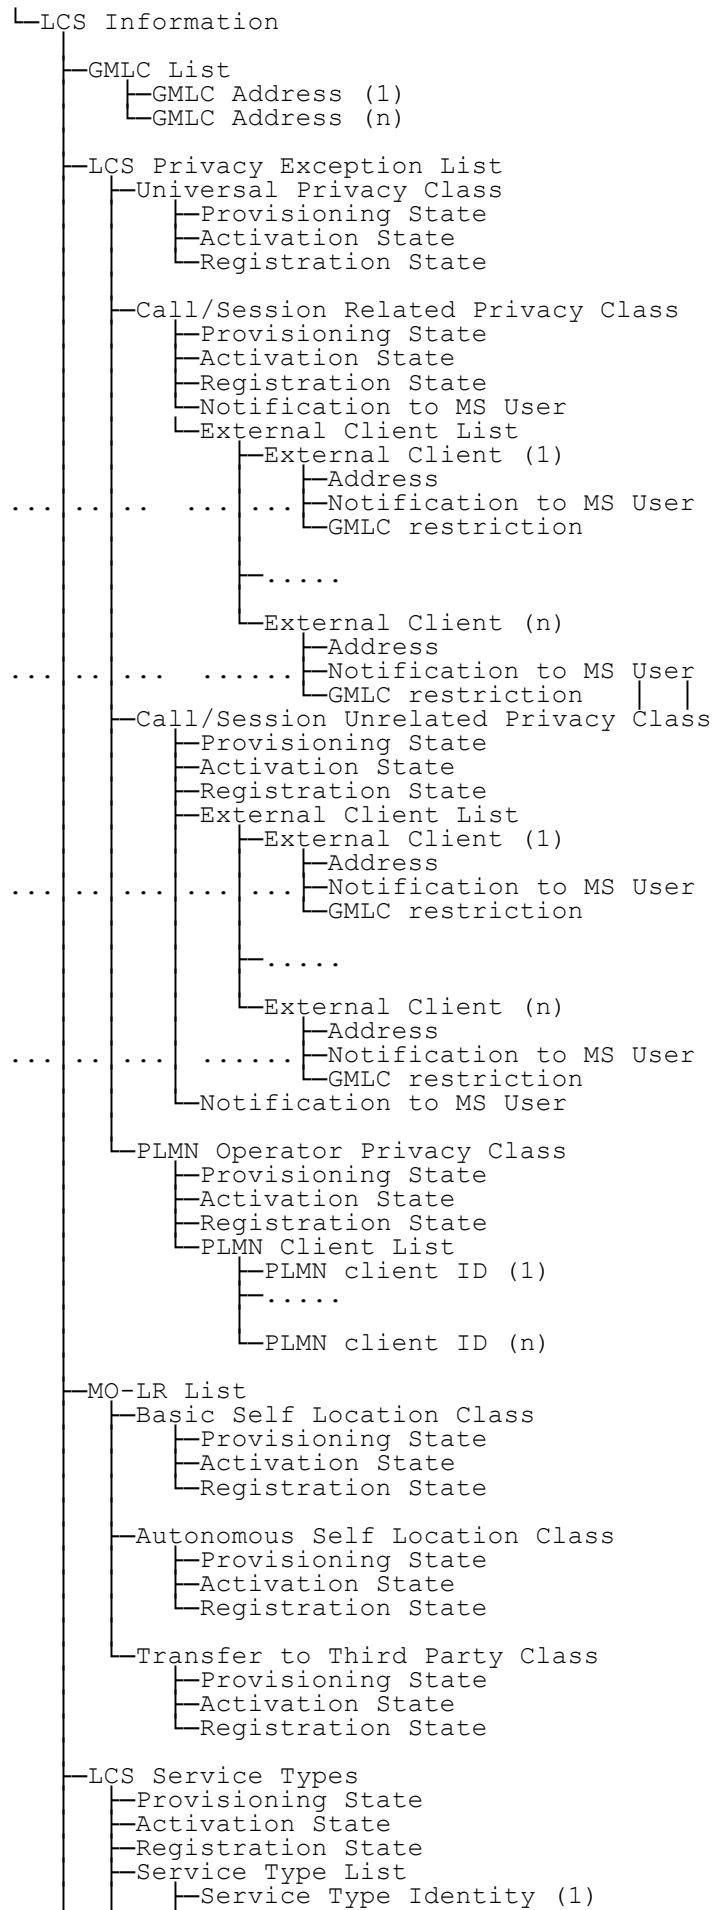 LCS Information
GMLC List
GMLC Address (1)
GMLC Address (n)
LCS Privacy Exception List
Universal Privacy Class
Provisioning State
Activation State
Registration State
Call/Session Related Privacy Class
Provisioning State
Activation State
Registration State
Notification to MS User
External Client List
External Client (1)
Address
... .. .. ... ... Notification to MS User
GMLC restriction
.....
External Client (n)
Address
... .. ... ...... Notification to MS User
GMLC restriction
Call/Session Unrelated Privacy Class
Provisioning State
Activation State
Registration State
External Client List
External Client (1)
Address
... .. ... .. ... Notification to MS User
GMLC restriction
.....
External Client (n)
Address
... .. ... ...... Notification to MS User
GMLC restriction
Notification to MS User
PLMN Operator Privacy Class
Provisioning State
Activation State
Registration State
PLMN Client List
PLMN client ID (1)
.....
PLMN client ID (n)
MO-LR List
Basic Self Location Class
Provisioning State
Activation State
Registration State
Autonomous Self Location Class
Provisioning State
Activation State
Registration State
Transfer to Third Party Class
Provisioning State
Activation State
Registration State
LCS Service Types
Provisioning State
Activation State
Registration State
Service Type List
Service Type Identity (1)